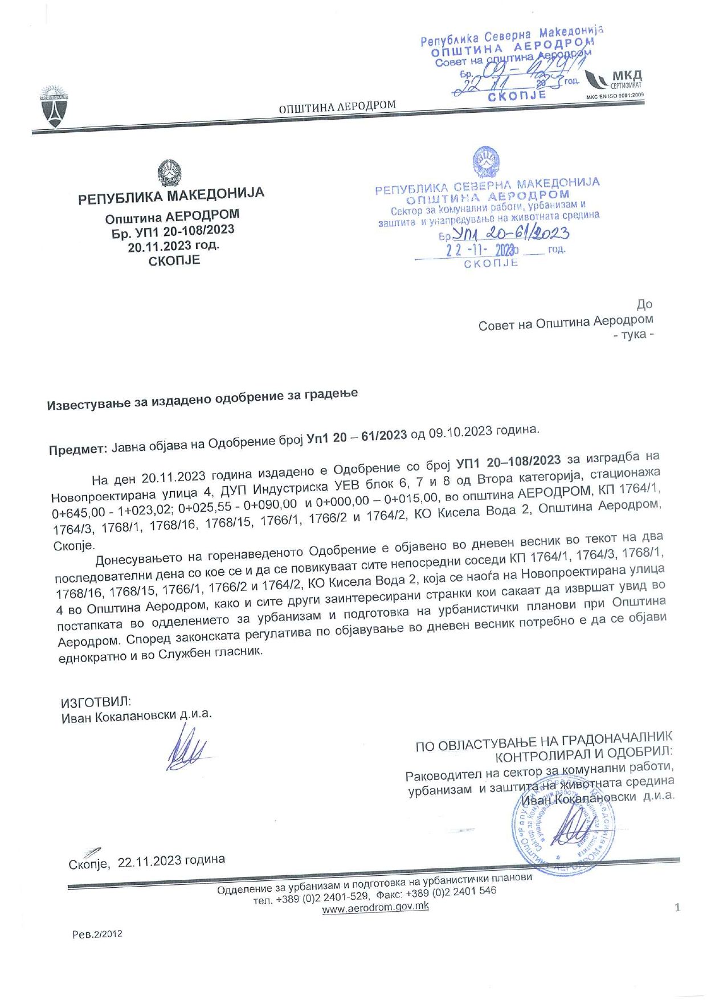 Република Северна Македонија
ОПШТИНА АЕРОДРОМ
Совет на општина Аеродром
Бр. 09-429/1
22 11 2023 год.
СКОПЈЕ
МКД
СЕРТИФИКАТ
МКС EN ISO 9001:2009
ОПШТИНА АЕРОДРОМ
РЕПУБЛИКА МАКЕДОНИЈА
Општина АЕРОДРОМ
Бр. УП1 20-108/2023
20.11.2023 год.
СКОПЈЕ
РЕПУБЛИКА СЕВЕРНА МАКЕДОНИЈА
ОПШТИНА АЕРОДРОМ
Сектор за комунални работи, урбанизам и
заштита и унапредување на животната средина
Бр. УП1 20-61/2023
22 -11- 2023 год.
СКОПЈЕ
До
Совет на Општина Аеродром
- тука -
Известување за издадено одобрение за градење
Предмет: Јавна објава на Одобрение број Уп1 20 – 61/2023 од 09.10.2023 година.
На ден 20.11.2023 година издадено е Одобрение со број УП1 20–108/2023 за изградба на
Новопроектирана улица 4, ДУП Индустриска УЕВ блок 6, 7 и 8 од Втора категорија, стационажа
0+645,00 - 1+023,02; 0+025,55 - 0+090,00 и 0+000,00 – 0+015,00, во општина АЕРОДРОМ, КП 1764/1,
1764/3, 1768/1, 1768/16, 1768/15, 1766/1, 1766/2 и 1764/2, КО Кисела Вода 2, Општина Аеродром,
Скопје.
Донесувањето на горенаведеното Одобрение е објавено во дневен весник во текот на два
последователни дена со кое се и да се повикуваат сите непосредни соседи КП 1764/1, 1764/3, 1768/1,
1768/16, 1768/15, 1766/1, 1766/2 и 1764/2, КО Кисела Вода 2, која се наоѓа на Новопроектирана улица
4 во Општина Аеродром, како и сите други заинтересирани странки кои сакаат да извршат увид во
постапката во одделението за урбанизам и подготовка на урбанистички планови при Општина
Аеродром. Според законската регулатива по објавување во дневен весник потребно е да се објави
еднократно и во Службен гласник.
ИЗГОТВИЛ:
Иван Кокалановски д.и.а.
ПО ОВЛАСТУВАЊЕ НА ГРАДОНАЧАЛНИК
КОНТРОЛИРАЛ И ОДОБРИЛ:
Раководител на сектор за комунални работи,
урбанизам и заштита на животната средина
Иван Кокалановски д.и.а.
Скопје, 22.11.2023 година
Одделение за урбанизам и подготовка на урбанистички планови
тел. +389 (0)2 2401-529, Факс: +389 (0)2 2401 546
www.aerodrom.gov.mk
1
Рев.2/2012